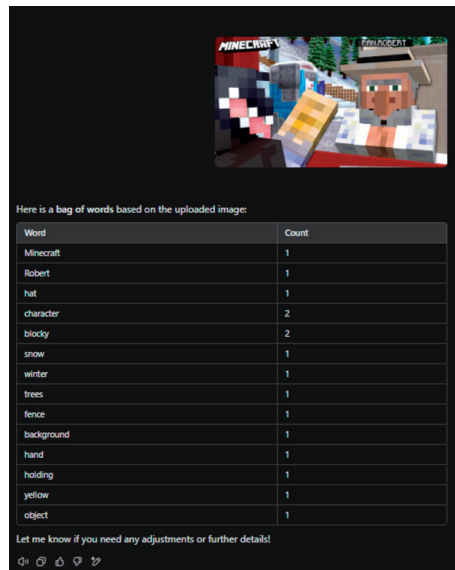 MINECRAFT
FAN.ROBERT
Here is a bag of words based on the uploaded image:
Word Count
Minecraft 1
Robert 1
hat 1
character 2
blocky 2
snow 1
winter 1
trees 1
fence 1
background 1
hand 1
holding 1
yellow 1
object 1
Let me know if you need any adjustments or further details!